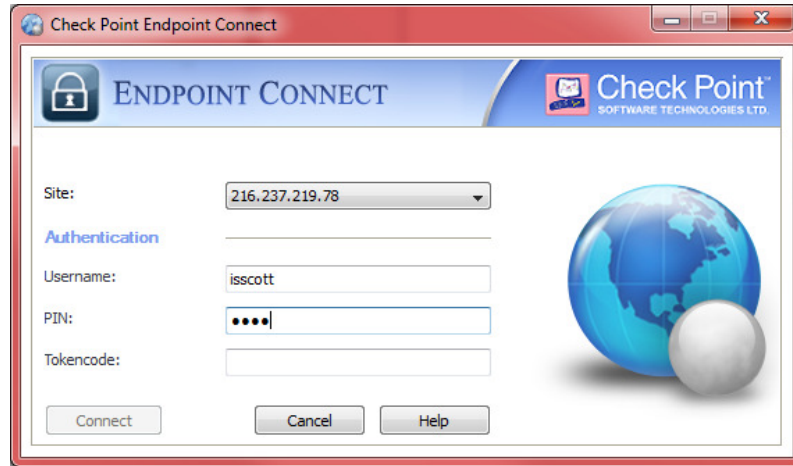 Check Point Endpoint Connect
ENDPOINT CONNECT
Check Point™
SOFTWARE TECHNOLOGIES LTD.
Site: 216.237.219.78
Authentication
Username: isscott
PIN: ••••
Tokencode:
Connect Cancel Help